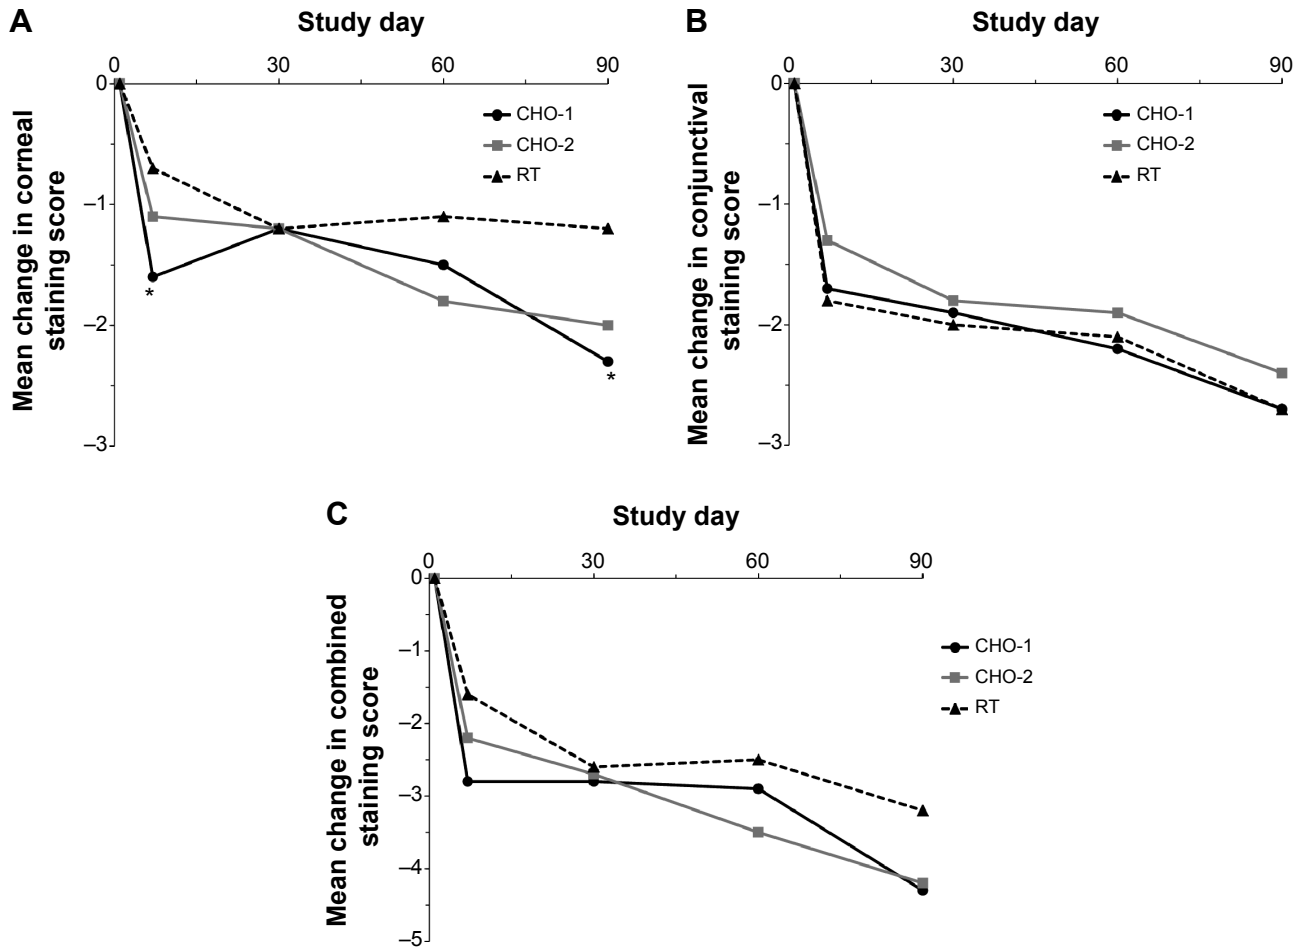 A
Study day
0 30 60 90
0
–1
–2
–3
Mean change in corneal
staining score
CHO-1
CHO-2
RT
*
*
B
Study day
0 30 60 90
0
–1
–2
–3
Mean change in conjunctival
staining score
CHO-1
CHO-2
RT
C
Study day
0 30 60 90
0
–1
–2
–3
–4
–5
Mean change in combined
staining score
CHO-1
CHO-2
RT